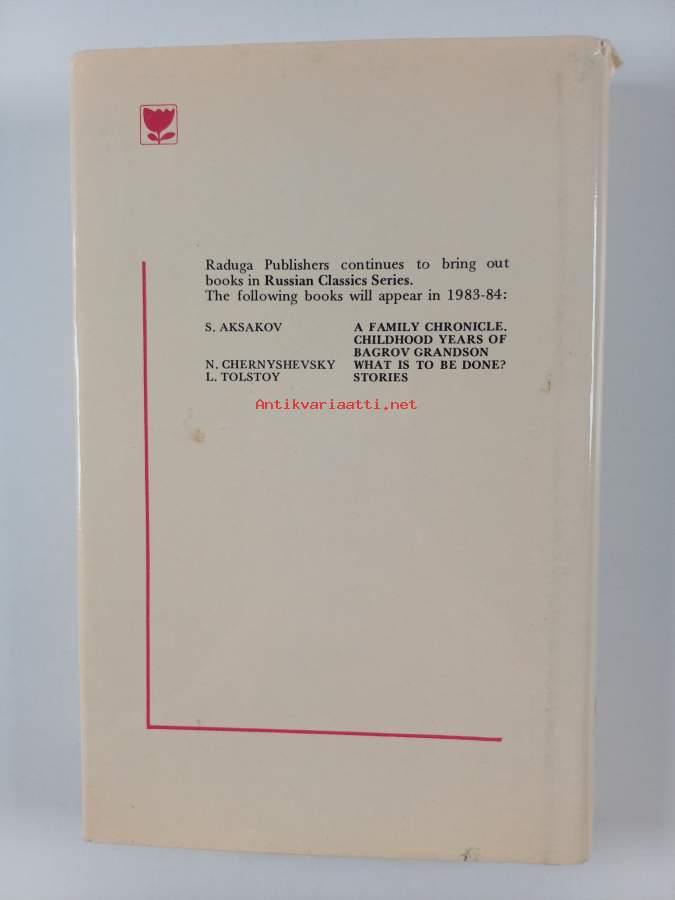 Raduga Publishers continues to bring out
books in Russian Classics Series.
The following books will appear in 1983-84:
S. AKSAKOV A FAMILY CHRONICLE.
CHILDHOOD YEARS OF
BAGROV GRANDSON
N. CHERNYSHEVSKY WHAT IS TO BE DONE?
L. TOLSTOY STORIES
Antikvariaatti.net